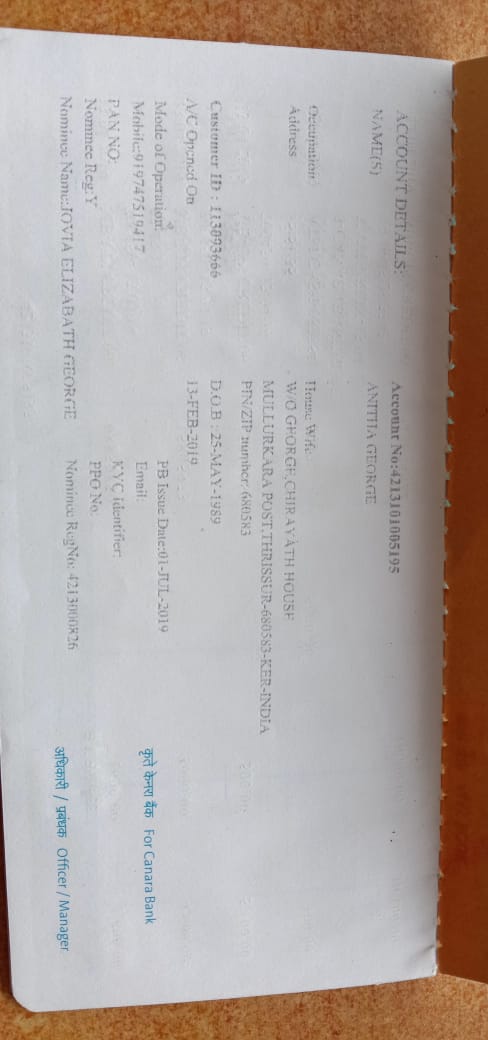 ACCOUNT DETAILS: Account No:4213101005195
NAME(S) ANITHA GEORGE
Occupation: House Wife
Address W/O GEORGE,CHIRAYATH HOUSE
MULLURKARA POST,THRISSUR-680583-KER-INDIA
PIN/ZIP number: 680583
Customer ID : 113093666 D.O.B : 25-MAY-1989
A/C Opened On 13-FEB-2019
Mode of Operation: PB Issue Date:01-JUL-2019
Mobile:919747319417 Email:
PAN NO: KYC identifier:
Nominee Reg:Y PPO No:
Nominee Name:JOVIA ELIZABATH GEORGE Nominee RegNo: 4213000826
कृते केनरा बैंक For Canara Bank
अधिकारी / प्रबंधक Officer / Manager